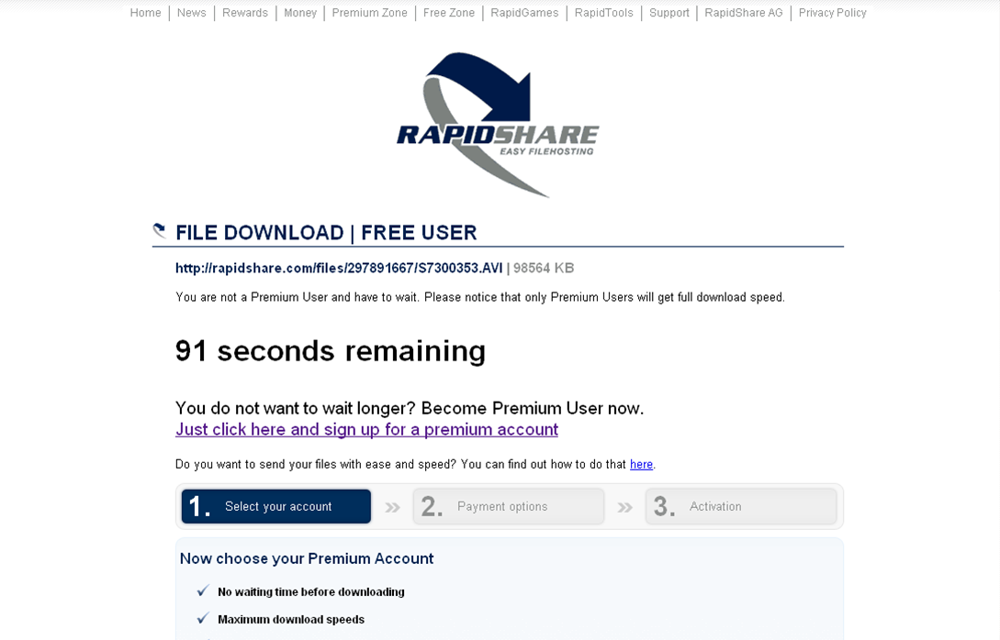 Home | News | Rewards | Money | Premium Zone | Free Zone | RapidGames | RapidTools | Support | RapidShare AG | Privacy Policy
RAPIDSHARE
EASY FILEHOSTING
FILE DOWNLOAD | FREE USER
http://rapidshare.com/files/297891667/S7300353.AVI | 98564 KB
You are not a Premium User and have to wait. Please notice that only Premium Users will get full download speed.
91 seconds remaining
You do not want to wait longer? Become Premium User now.
Just click here and sign up for a premium account
Do you want to send your files with ease and speed? You can find out how to do that here.
1. Select your account » 2. Payment options » 3. Activation
Now choose your Premium Account
No waiting time before downloading
Maximum download speeds